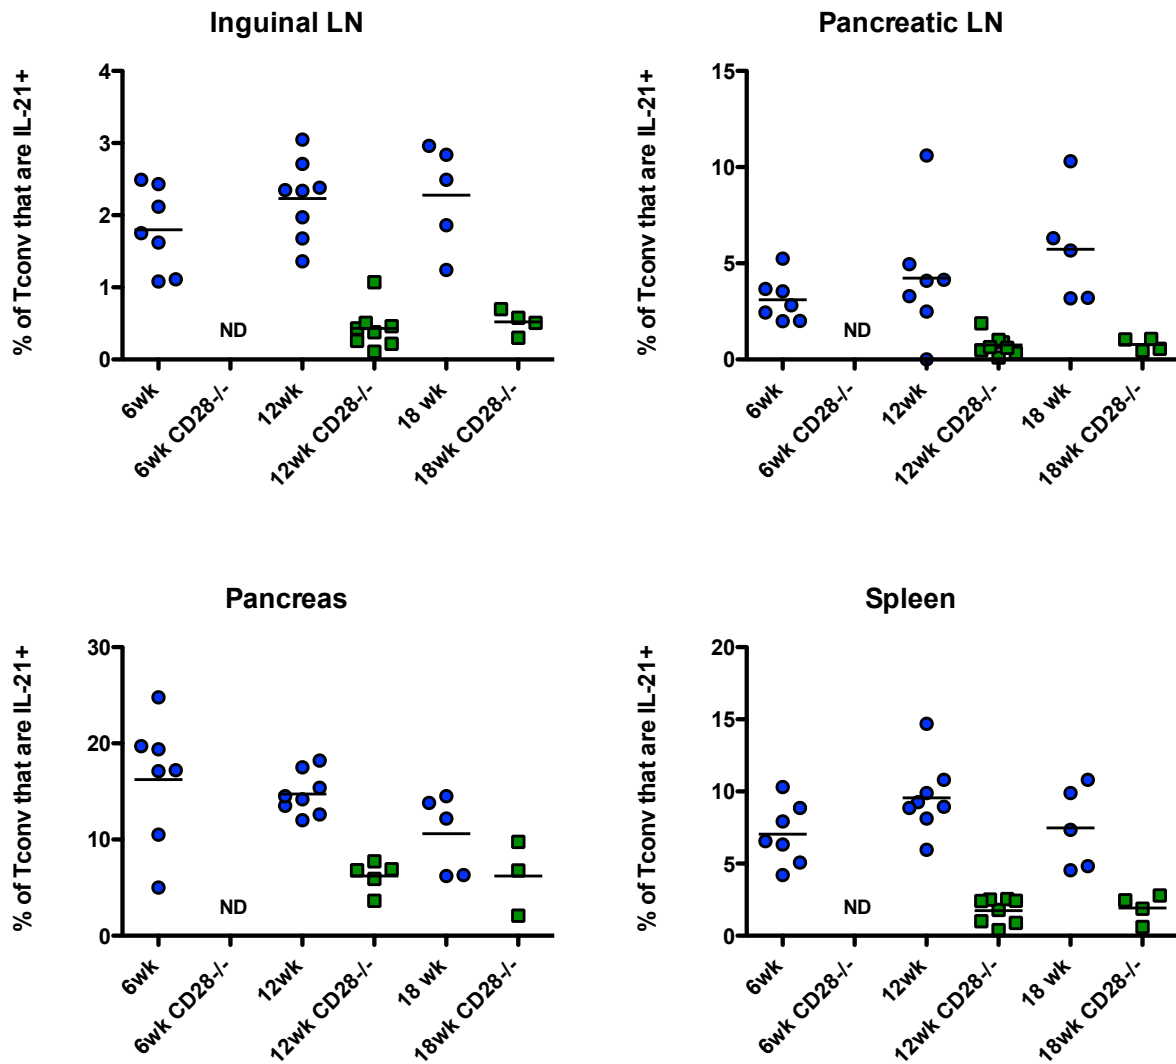 Inguinal LN
% of Tconv that are IL-21+
4
3
2
1
0
ND
6wk
6wk CD28-/-
12wk
12wk CD28-/-
18 wk
18wk CD28-/-
Pancreatic LN
% of Tconv that are IL-21+
15
10
5
0
ND
6wk
6wk CD28-/-
12wk
12wk CD28-/-
18 wk
18wk CD28-/-
Pancreas
% of Tconv that are IL-21+
30
20
10
0
ND
6wk
6wk CD28-/-
12wk
12wk CD28-/-
18 wk
18wk CD28-/-
Spleen
% of Tconv that are IL-21+
20
15
10
5
0
ND
6wk
6wk CD28-/-
12wk
12wk CD28-/-
18 wk
18wk CD28-/-